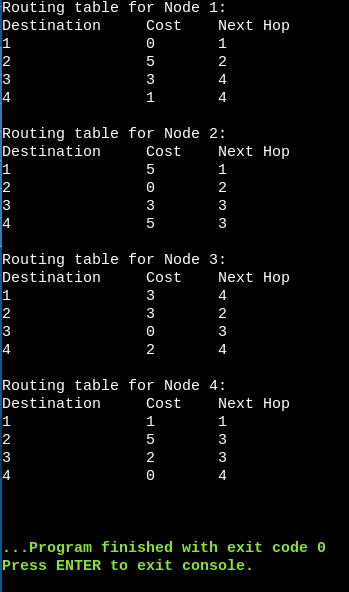 Routing table for Node 1:
Destination     Cost    Next Hop
1               0       1
2               5       2
3               3       4
4               1       4

Routing table for Node 2:
Destination     Cost    Next Hop
1               5       1
2               0       2
3               3       3
4               5       3

Routing table for Node 3:
Destination     Cost    Next Hop
1               3       4
2               3       2
3               0       3
4               2       4

Routing table for Node 4:
Destination     Cost    Next Hop
1               1       1
2               5       3
3               2       3
4               0       4

...Program finished with exit code 0
Press ENTER to exit console.